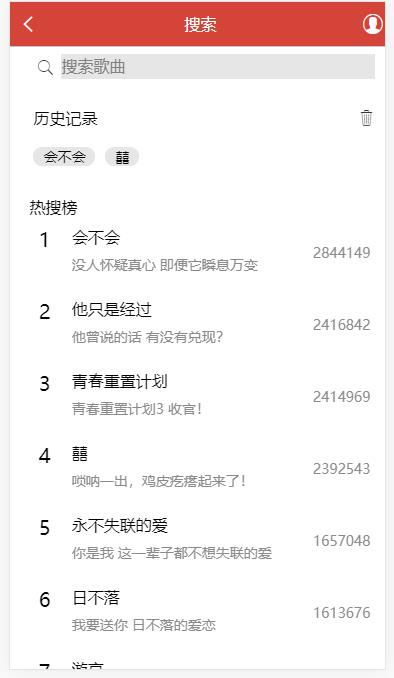 搜索
搜索歌曲
历史记录
会不会 囍
热搜榜
1 会不会
没人怀疑真心 即便它瞬息万变 2844149
2 他只是经过
他曾说的话 有没有兑现? 2416842
3 青春重置计划
青春重置计划3 收官! 2414969
4 囍
唢呐一出，鸡皮疙瘩起来了！ 2392543
5 永不失联的爱
你是我 这一辈子都不想失联的爱 1657048
6 日不落
我要送你 日不落的爱恋 1613676
7 游京